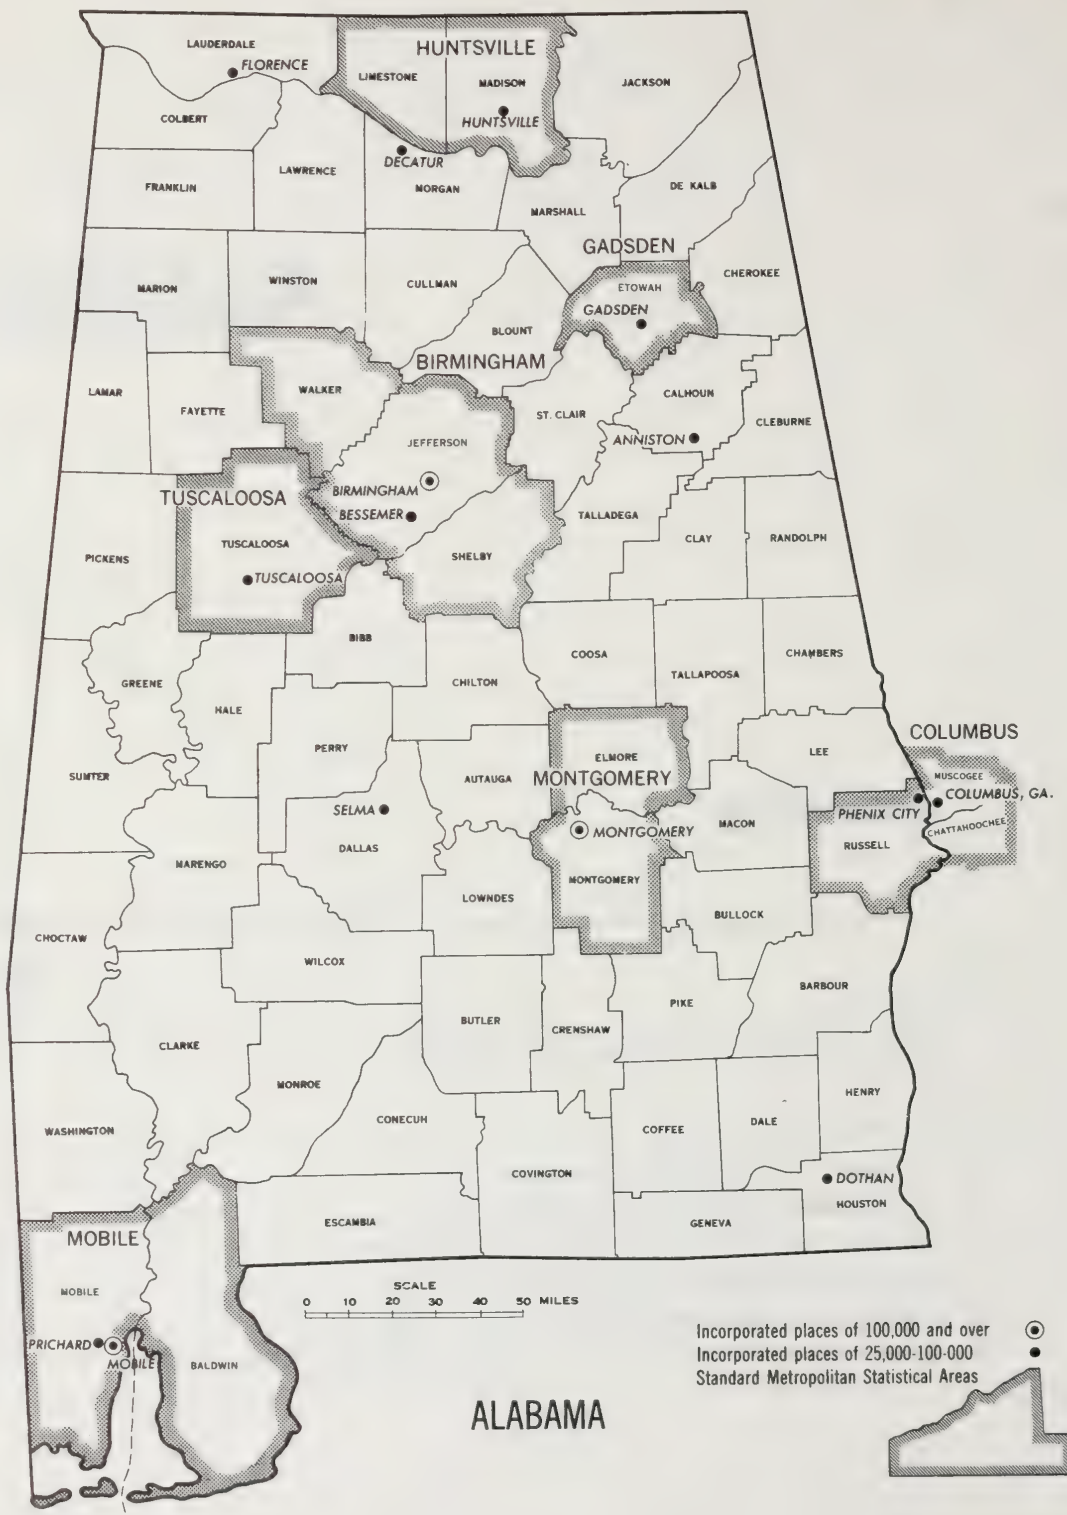 LAUDERDALE
FLORENCE
HUNTSVILLE
LIMESTONE
MADISON
HUNTSVILLE
JACKSON
COLBERT
DECATUR
LAWRENCE
FRANKLIN
MORGAN
MARSHALL
DE KALB
GADSDEN
CHEROKEE
MARION
WINSTON
CULLMAN
ETOWAH
GADSDEN
BLOUNT
BIRMINGHAM
LAMAR
FAYETTE
WALKER
ST. CLAIR
CALHOUN
CLEBURNE
JEFFERSON
ANNISTON
BIRMINGHAM
BESSEMER
TUSCALOOSA
TALLADEGA
TUSCALOOSA
TUSCALOOSA
PICKENS
SHELBY
CLAY
RANDOLPH
BIBB
COOSA
CHAMBERS
TALLAPOOSA
GREENE
HALE
CHILTON
COLUMBUS
PERRY
ELMORE
LEE
SUMTER
AUTAUGA
MONTGOMERY
MUSCOGEE
COLUMBUS, GA.
SELMA
PHENIX CITY
MONTGOMERY
MACON
CHATTAHOOCHEE
RUSSELL
DALLAS
MARENGO
MONTGOMERY
LOWNDES
BULLOCK
CHOCTAW
WILCOX
BARBOUR
PIKE
BUTLER
CRENSHAW
CLARKE
MONROE
HENRY
CONECUH
COFFEE
DALE
WASHINGTON
COVINGTON
DOTHAN
HOUSTON
ESCAMBIA
GENEVA
MOBILE
MOBILE
PRICHARD
MOBILE
BALDWIN
SCALE
0 10 20 30 40 50 MILES
Incorporated places of 100,000 and over
Incorporated places of 25,000-100-000
Standard Metropolitan Statistical Areas
ALABAMA